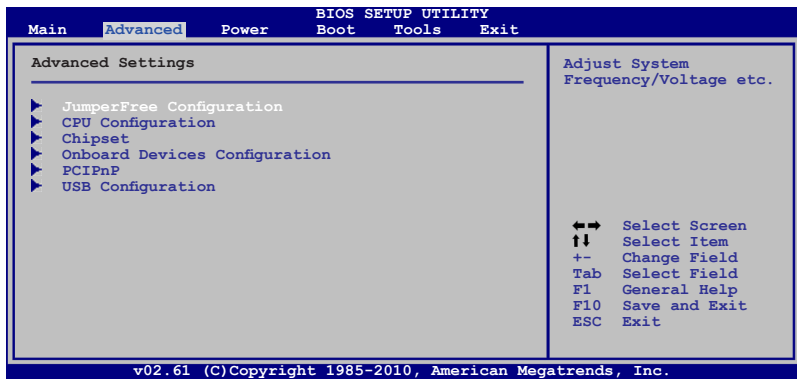 BIOS SETUP UTILITY
Main Advanced Power Boot Tools Exit
Advanced Settings
JumperFree Configuration
CPU Configuration
Chipset
Onboard Devices Configuration
PCIPnP
USB Configuration
Adjust System
Frequency/Voltage etc.
Select Screen
Select Item
+- Change Field
Tab Select Field
F1 General Help
F10 Save and Exit
ESC Exit
v02.61 (C)Copyright 1985-2010, American Megatrends, Inc.